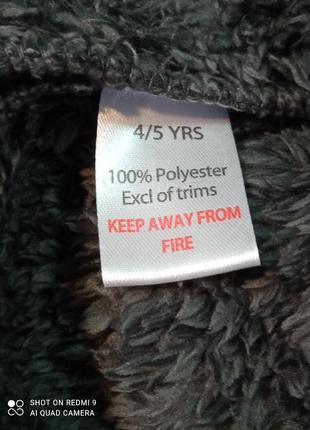 4/5 YRS
100% Polyester
Excl of trims
KEEP AWAY FROM
FIRE
SHOT ON REDMI 9
AI QUAD CAMERA